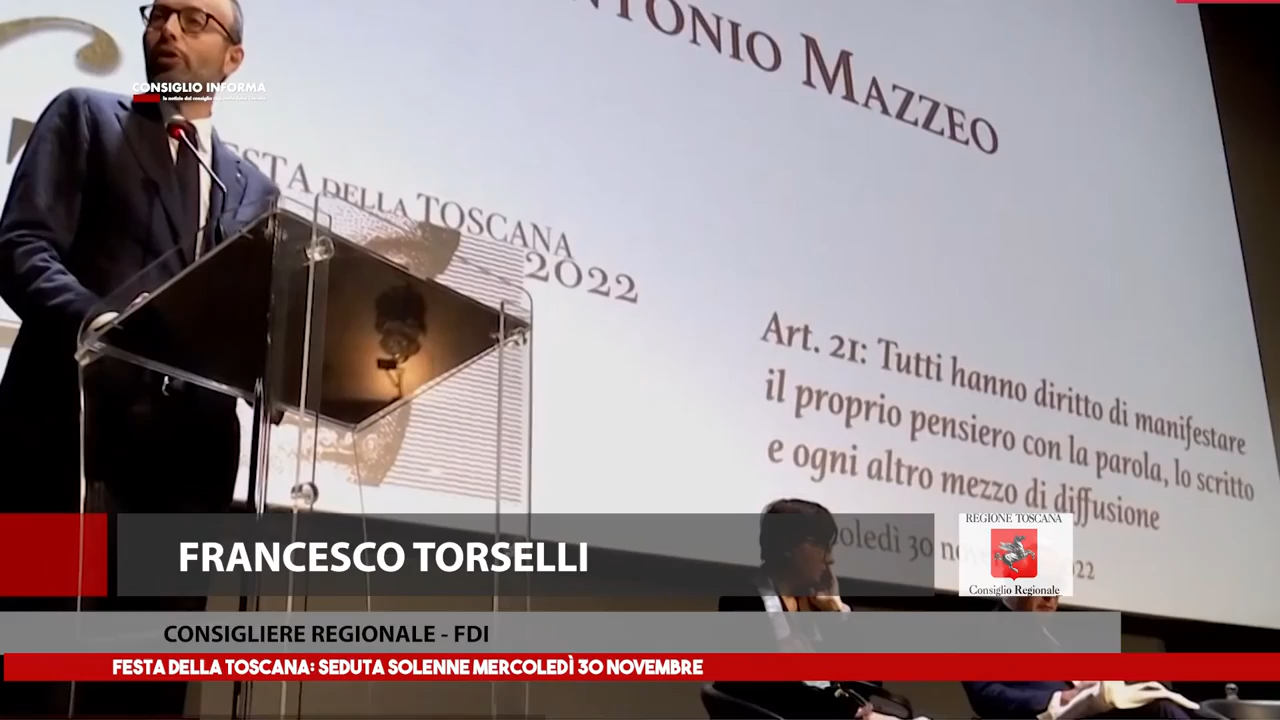 NTONIO MAZZEO
CONSIGLIO INFORMA
ESTA DELLA TOSCANA
2022
Art. 21: Tutti hanno diritto di manifestare
il proprio pensiero con la parola, lo scritto
e ogni altro mezzo di diffusione
oledì 30 no
22
REGIONE TOSCANA
Consiglio Regionale
FRANCESCO TORSELLI
CONSIGLIERE REGIONALE - FDI
FESTA DELLA TOSCANA: SEDUTA SOLENNE MERCOLEDÌ 30 NOVEMBRE